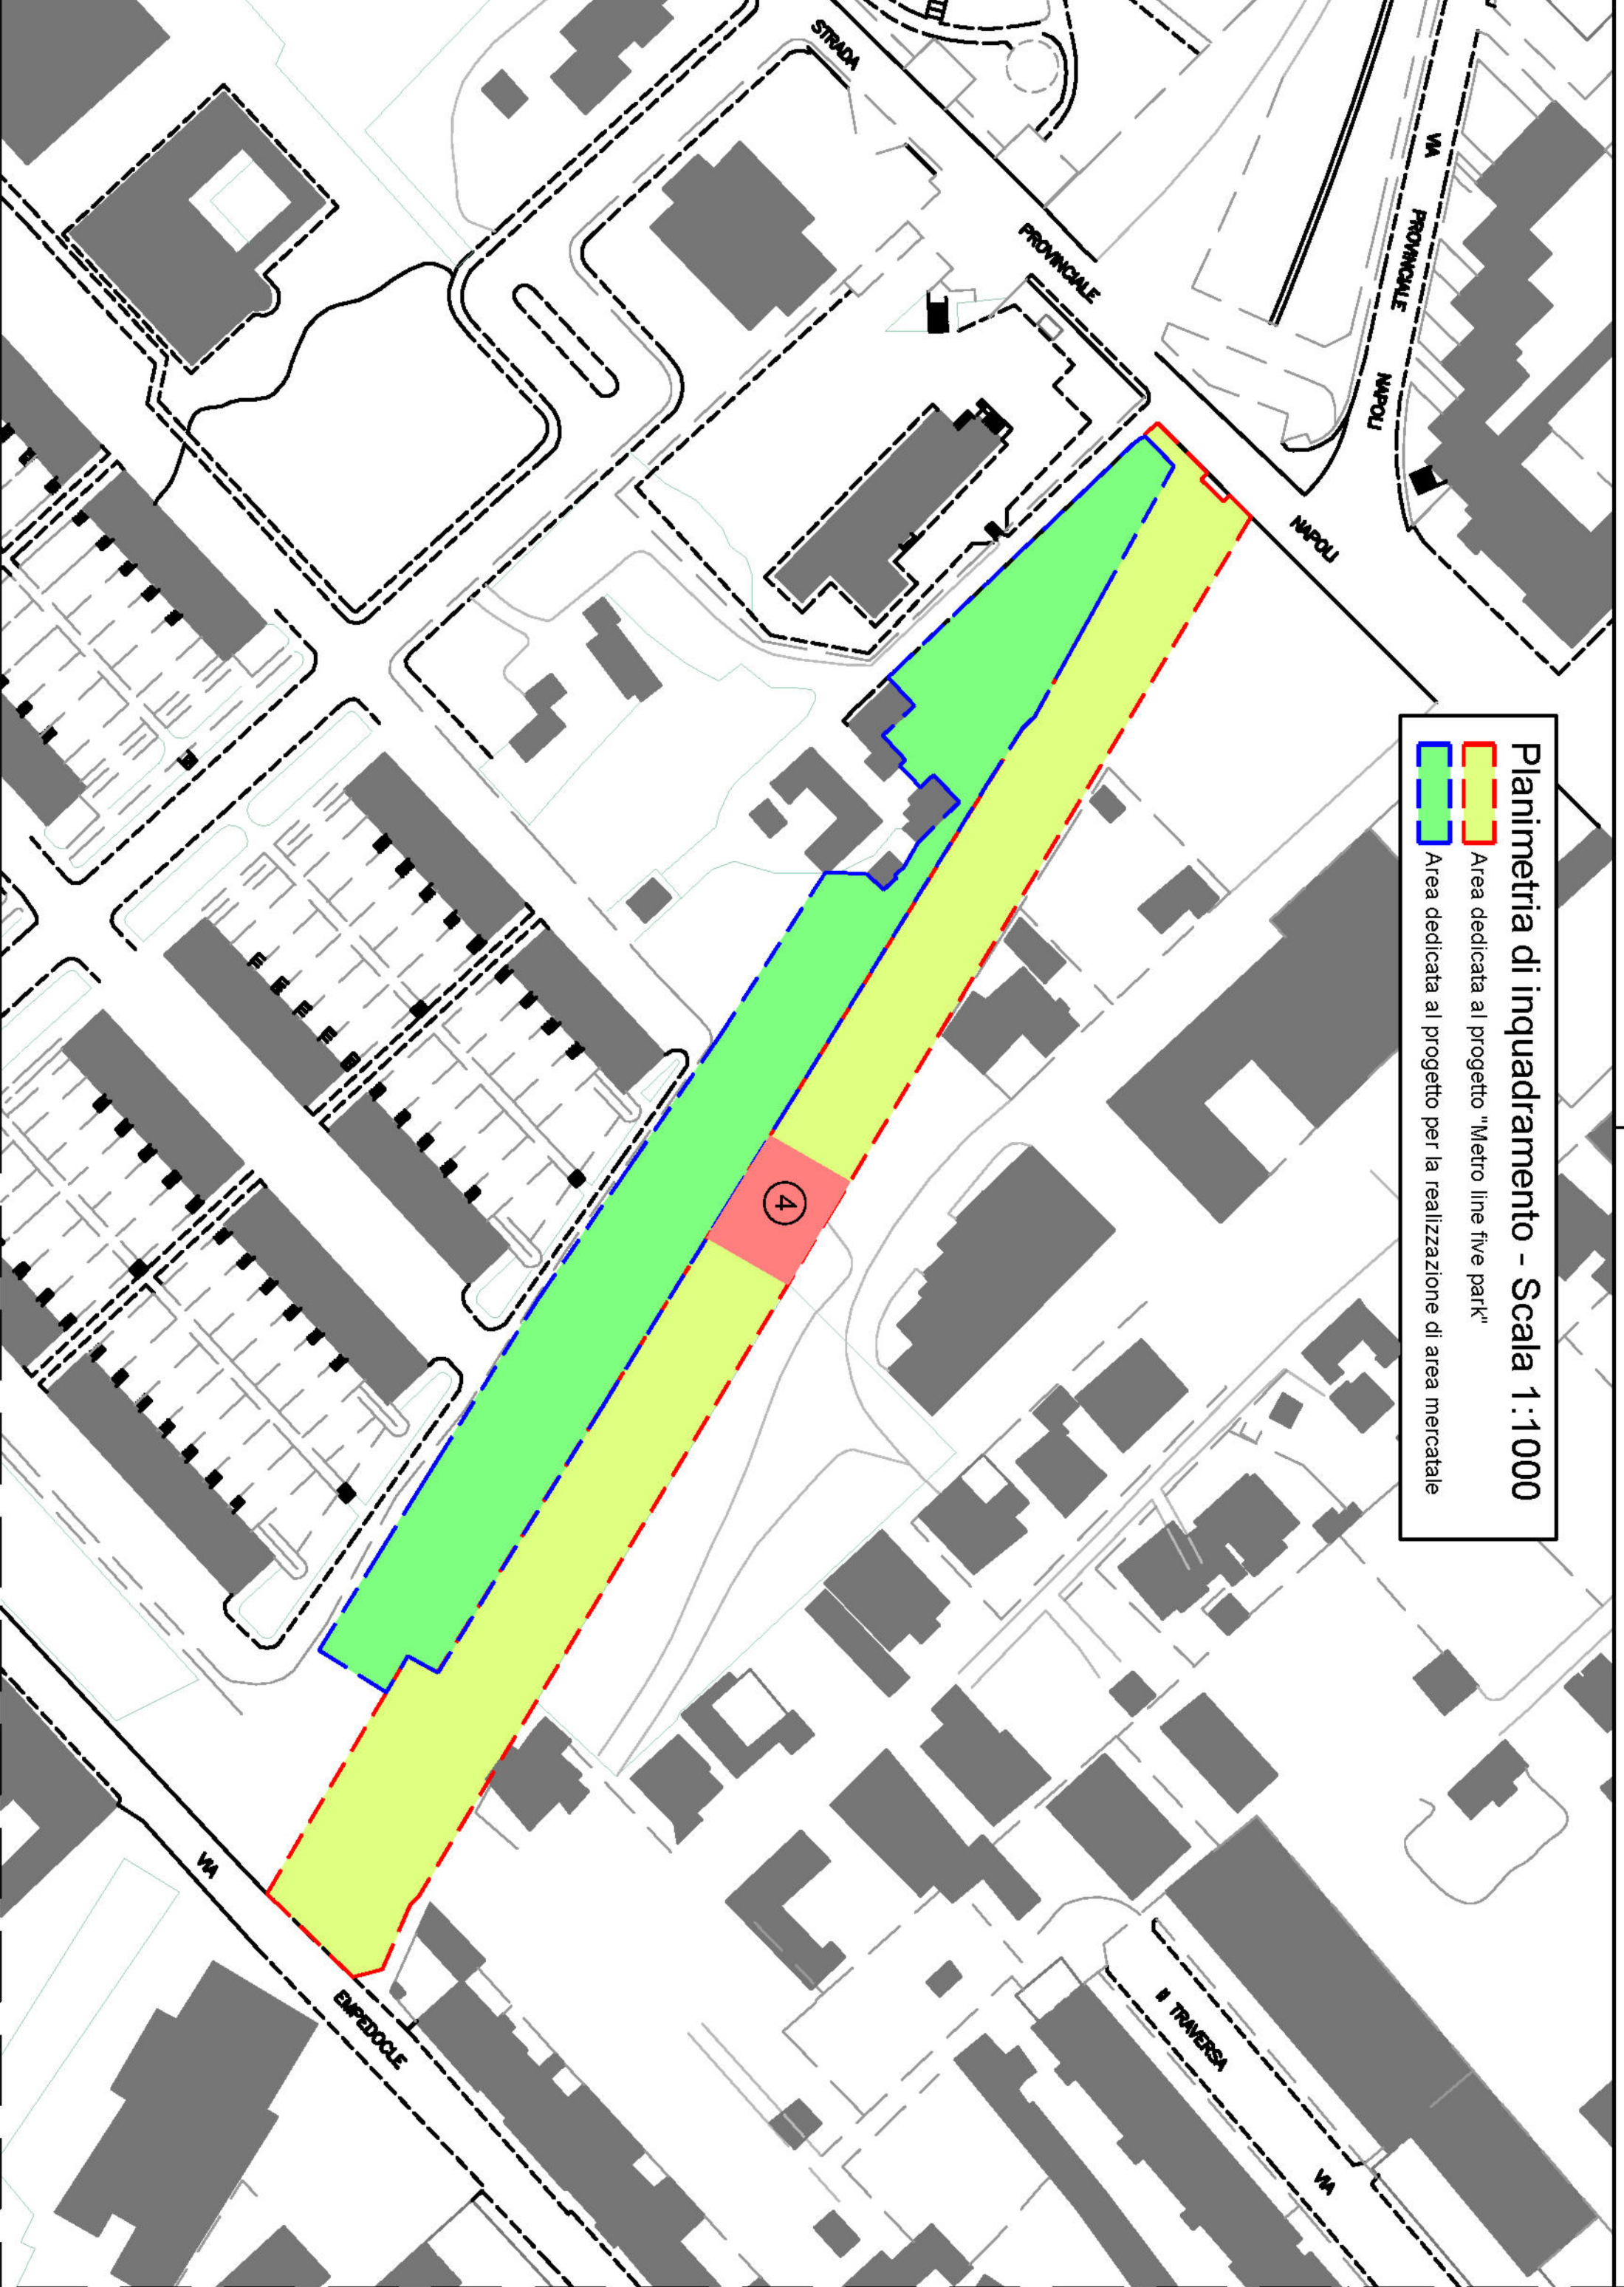 Planimetria di inquadramento - Scala 1:1000
Area dedicata al progetto "Metro line five park"
Area dedicata al progetto per la realizzazione di area mercatale
VIA PROVINCIALE NAPOLI
STRADA PROVINCIALE NAPOLI
4
VIA EMPEDOCLE
II TRAVERSA VIA